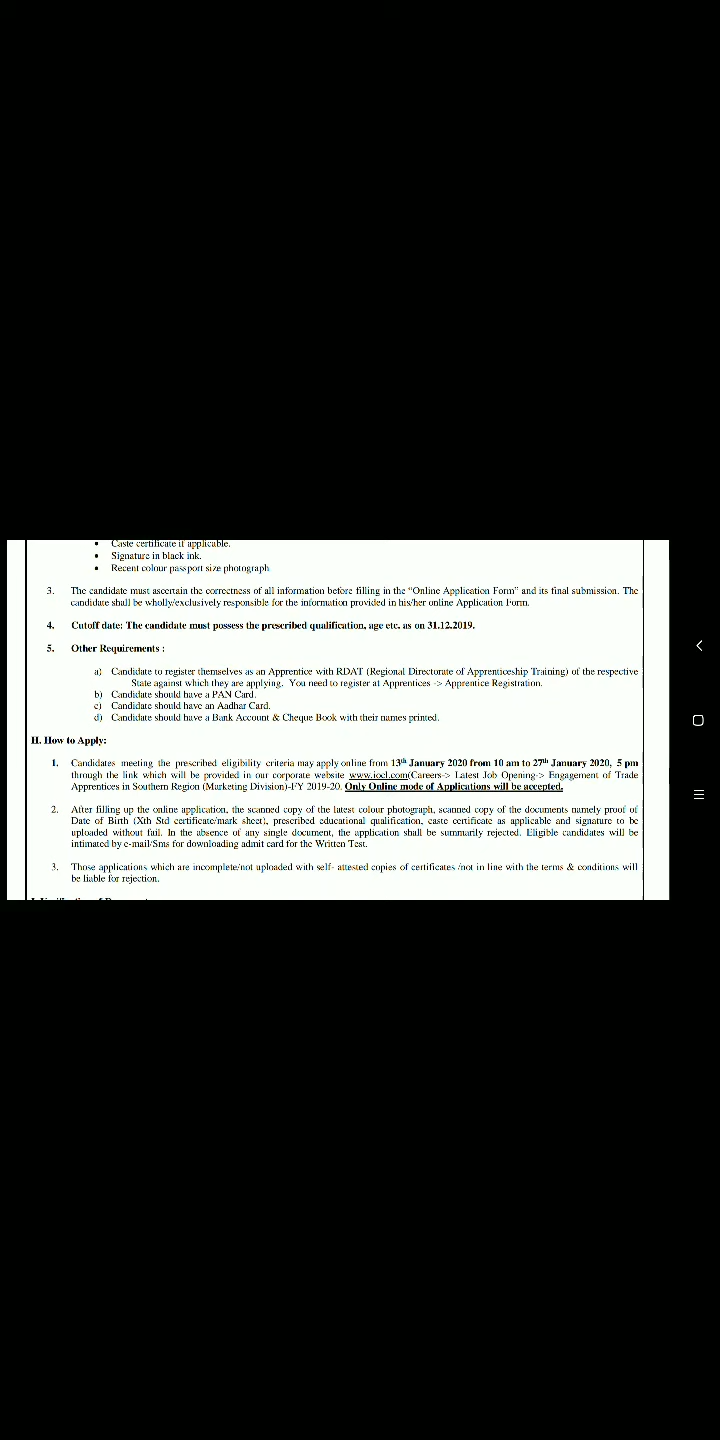 • Caste certificate if applicable.
• Signature in black ink.
• Recent colour passport size photograph
3. The candidate must ascertain the correctness of all information before filling in the “Online Application Form” and its final submission. The
candidate shall be wholly/exclusively responsible for the information provided in his/her online Application Form.
4. Cutoff date: The candidate must possess the prescribed qualification, age etc. as on 31.12.2019.
5. Other Requirements :
a) Candidate to register themselves as an Apprentice with RDAT (Regional Directorate of Apprenticeship Training) of the respective
State against which they are applying. You need to register at Apprentices -> Apprentice Registration.
b) Candidate should have a PAN Card.
c) Candidate should have an Aadhar Card.
d) Candidate should have a Bank Account & Cheque Book with their names printed.
H. How to Apply:
1. Candidates meeting the prescribed eligibility criteria may apply online from 13th January 2020 from 10 am to 27th January 2020, 5 pm
through the link which will be provided in our corporate website www.iocl.com(Careers-> Latest Job Opening-> Engagement of Trade
Apprentices in Southern Region (Marketing Division)-FY 2019-20. Only Online mode of Applications will be accepted.
2. After filling up the online application, the scanned copy of the latest colour photograph, scanned copy of the documents namely proof of
Date of Birth (Xth Std certificate/mark sheet), prescribed educational qualification, caste certificate as applicable and signature to be
uploaded without fail. In the absence of any single document, the application shall be summarily rejected. Eligible candidates will be
intimated by e-mail/Sms for downloading admit card for the Written Test.
3. Those applications which are incomplete/not uploaded with self- attested copies of certificates /not in line with the terms & conditions will
be liable for rejection.